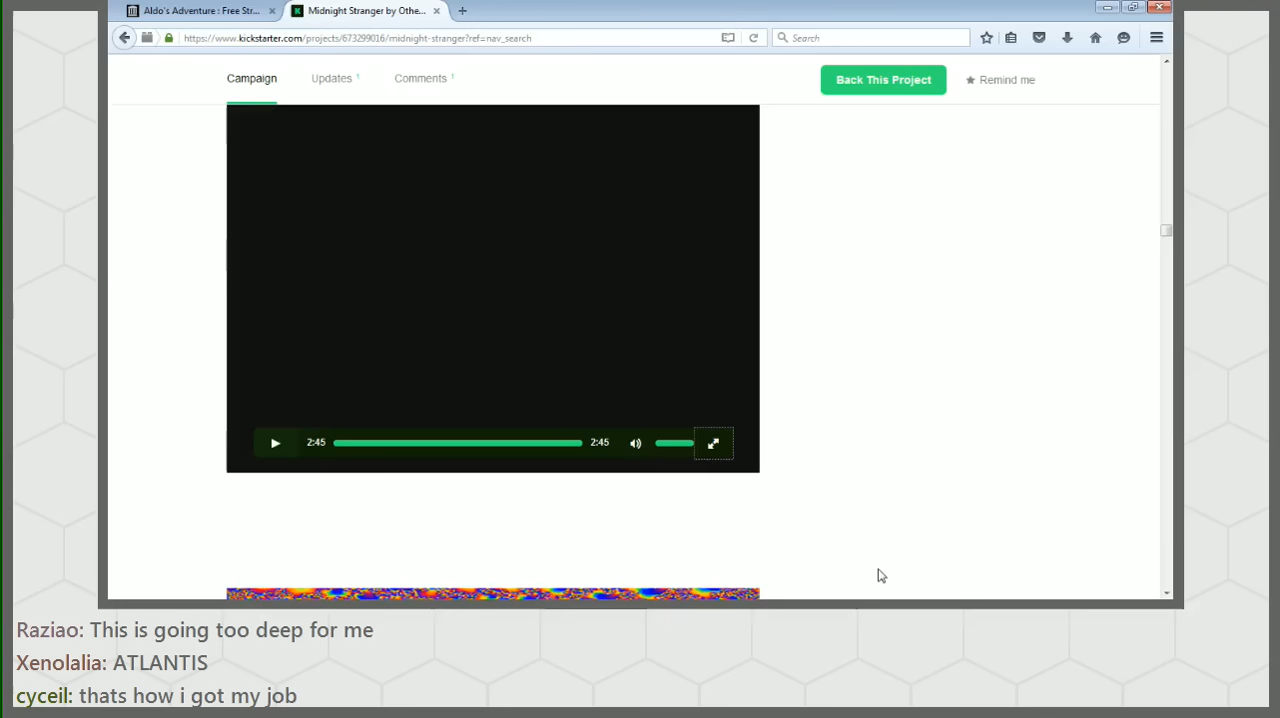 Aldo's Adventure : Free Str...
Midnight Stranger by Othe...
https://www.kickstarter.com/projects/673299016/midnight-stranger?ref=nav_search
Search
Campaign
Updates 1
Comments 1
Back This Project
Remind me
2:45
2:45
Raziao: This is going too deep for me
Xenolalia: ATLANTIS
cyceil: thats how i got my job